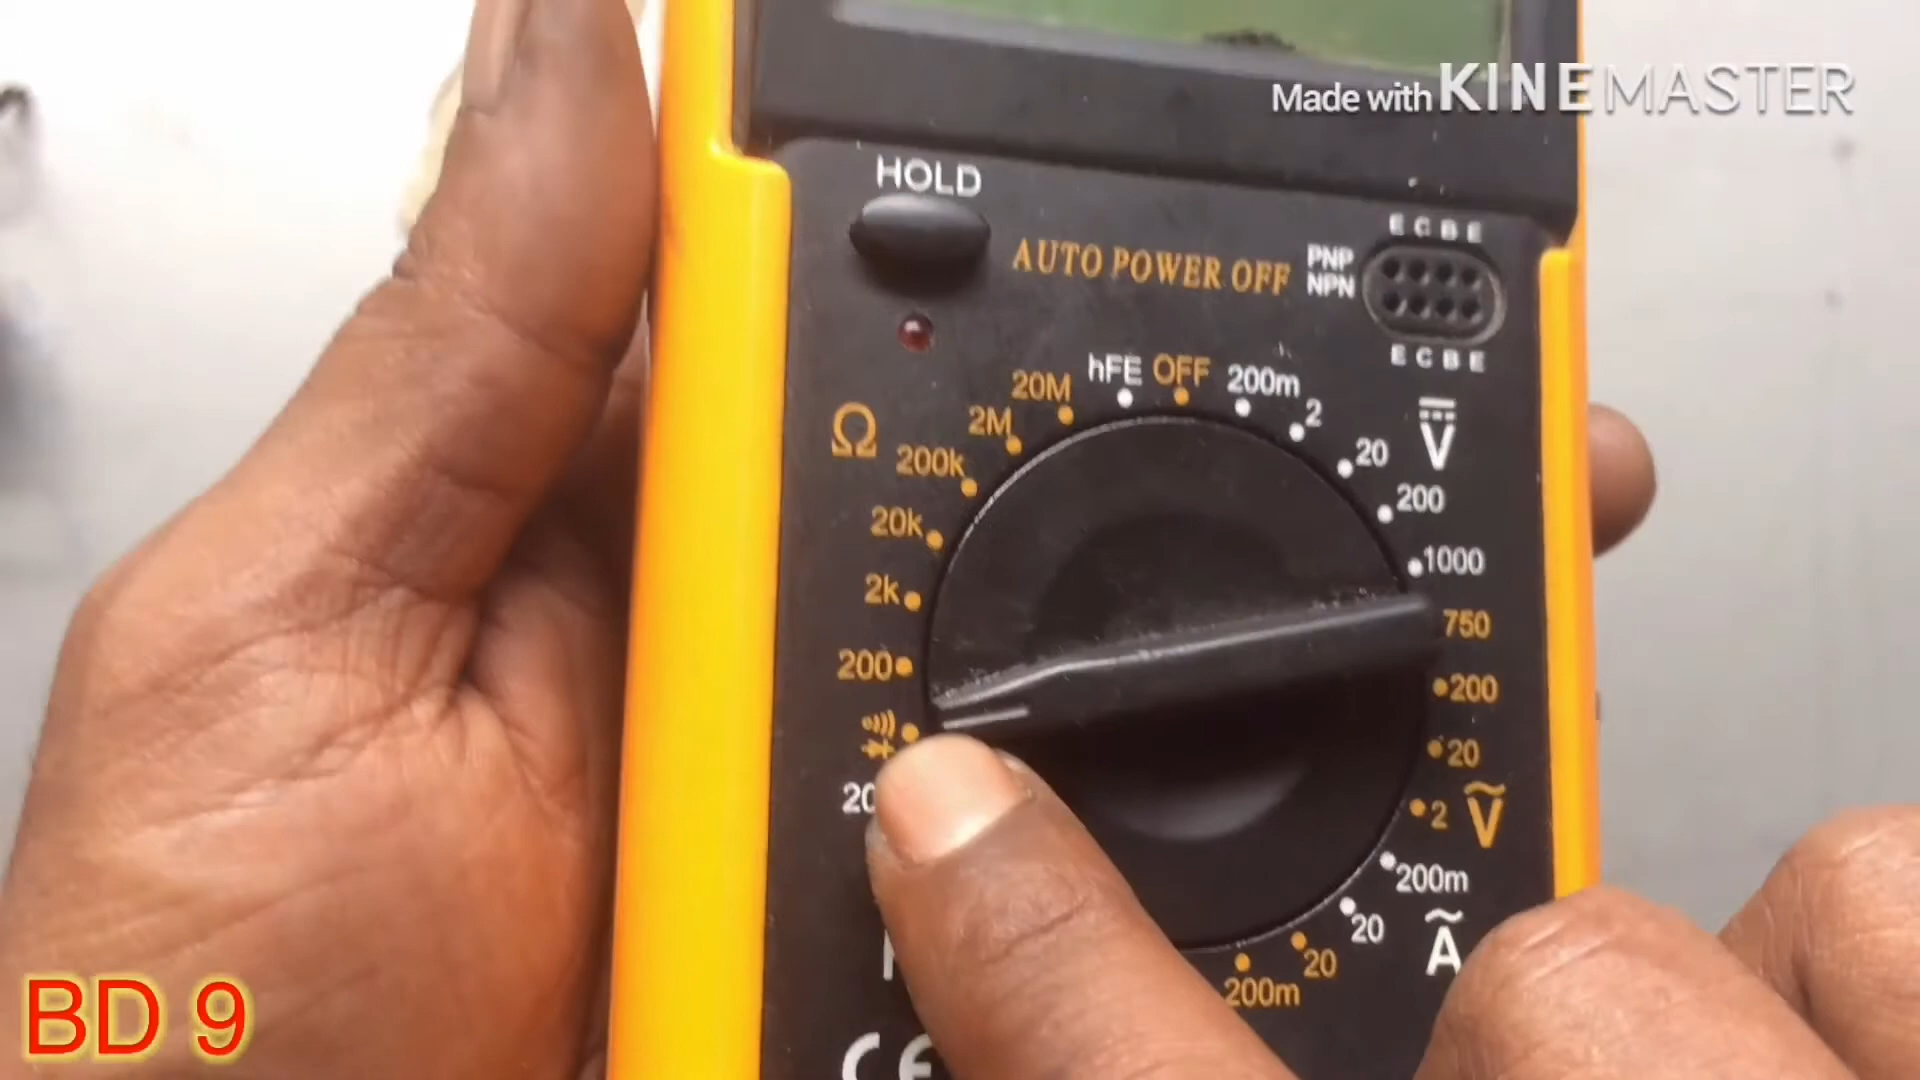 Made with KINEMASTER
HOLD
AUTO POWER OFF
E C B E
PNP
NPN
E C B E
hFE
OFF
200m
2
20
200
1000
V
750
200
20
2
V
200m
20
A
20
200m
20M
2M
Ω
200k
20k
2k
200
CE
BD 9